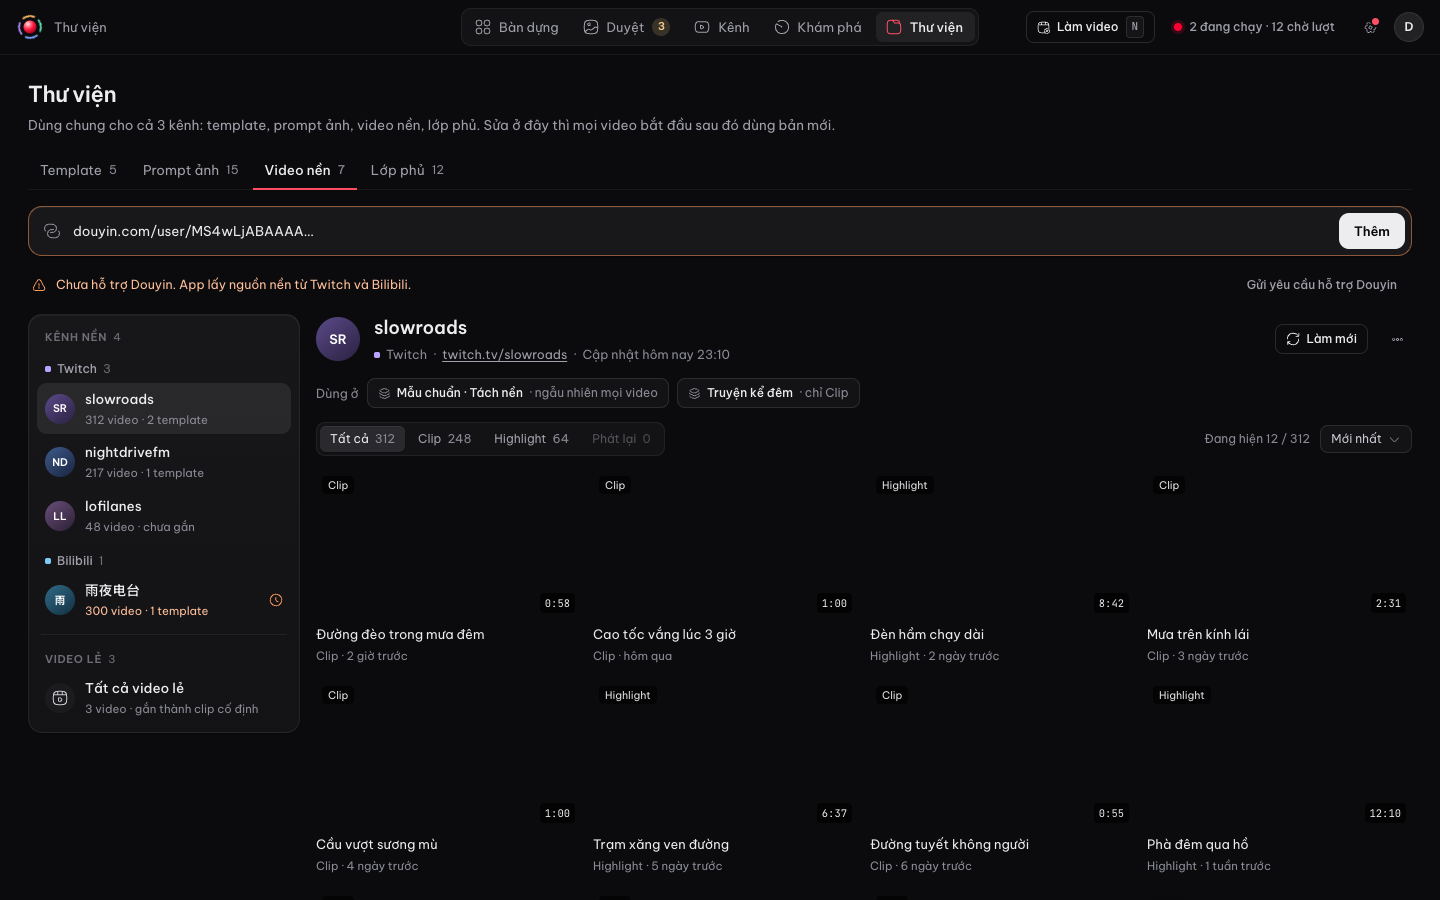 Thư viện
Bàn dựng
Duyệt 3
Kênh
Khám phá
Thư viện
Làm video N
2 đang chạy · 12 chờ lượt
D
Thư viện
Dùng chung cho cả 3 kênh: template, prompt ảnh, video nền, lớp phủ. Sửa ở đây thì mọi video bắt đầu sau đó dùng bản mới.
Template 5
Prompt ảnh 15
Video nền 7
Lớp phủ 12
douyin.com/user/MS4wLjABAAAA...
Thêm
Chưa hỗ trợ Douyin. App lấy nguồn nền từ Twitch và Bilibili.
Gửi yêu cầu hỗ trợ Douyin
KÊNH NỀN 4
Twitch 3
SR
slowroads
312 video · 2 template
ND
nightdrivefm
217 video · 1 template
LL
lofilanes
48 video · chưa gắn
Bilibili 1
雨
雨夜电台
300 video · 1 template
VIDEO LẺ 3
Tất cả video lẻ
3 video · gắn thành clip cố định
SR
slowroads
Twitch · twitch.tv/slowroads · Cập nhật hôm nay 23:10
Làm mới
Dùng ở
Mẫu chuẩn · Tách nền · ngẫu nhiên mọi video
Truyện kể đêm · chỉ Clip
Tất cả 312
Clip 248
Highlight 64
Phát lại 0
Đang hiện 12 / 312
Mới nhất
Clip
0:58
Đường đèo trong mưa đêm
Clip · 2 giờ trước
Clip
1:00
Cao tốc vắng lúc 3 giờ
Clip · hôm qua
Highlight
8:42
Đèn hầm chạy dài
Highlight · 2 ngày trước
Clip
2:31
Mưa trên kính lái
Clip · 3 ngày trước
Clip
1:00
Cầu vượt sương mù
Clip · 4 ngày trước
Highlight
6:37
Trạm xăng ven đường
Highlight · 5 ngày trước
Clip
0:55
Đường tuyết không người
Clip · 6 ngày trước
Highlight
12:10
Phà đêm qua hồ
Highlight · 1 tuần trước